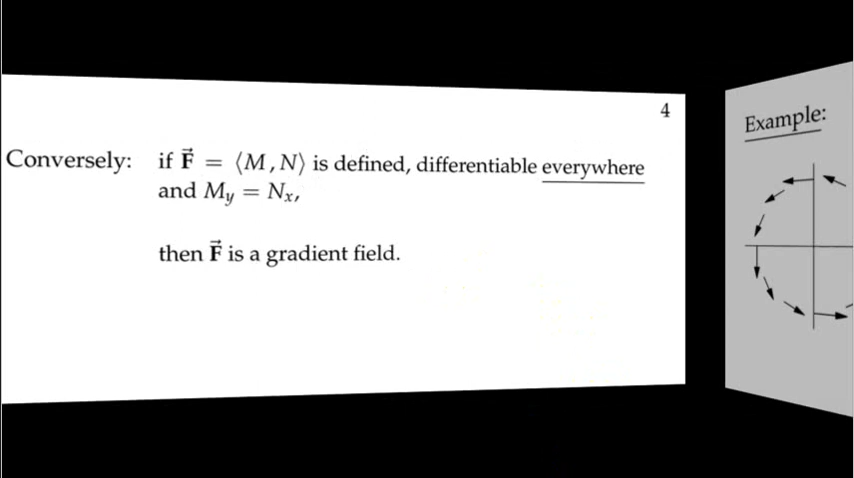 4
Conversely: if F⃗ = ⟨M, N⟩ is defined, differentiable everywhere
and M_y = N_x,
then F⃗ is a gradient field.
Example: